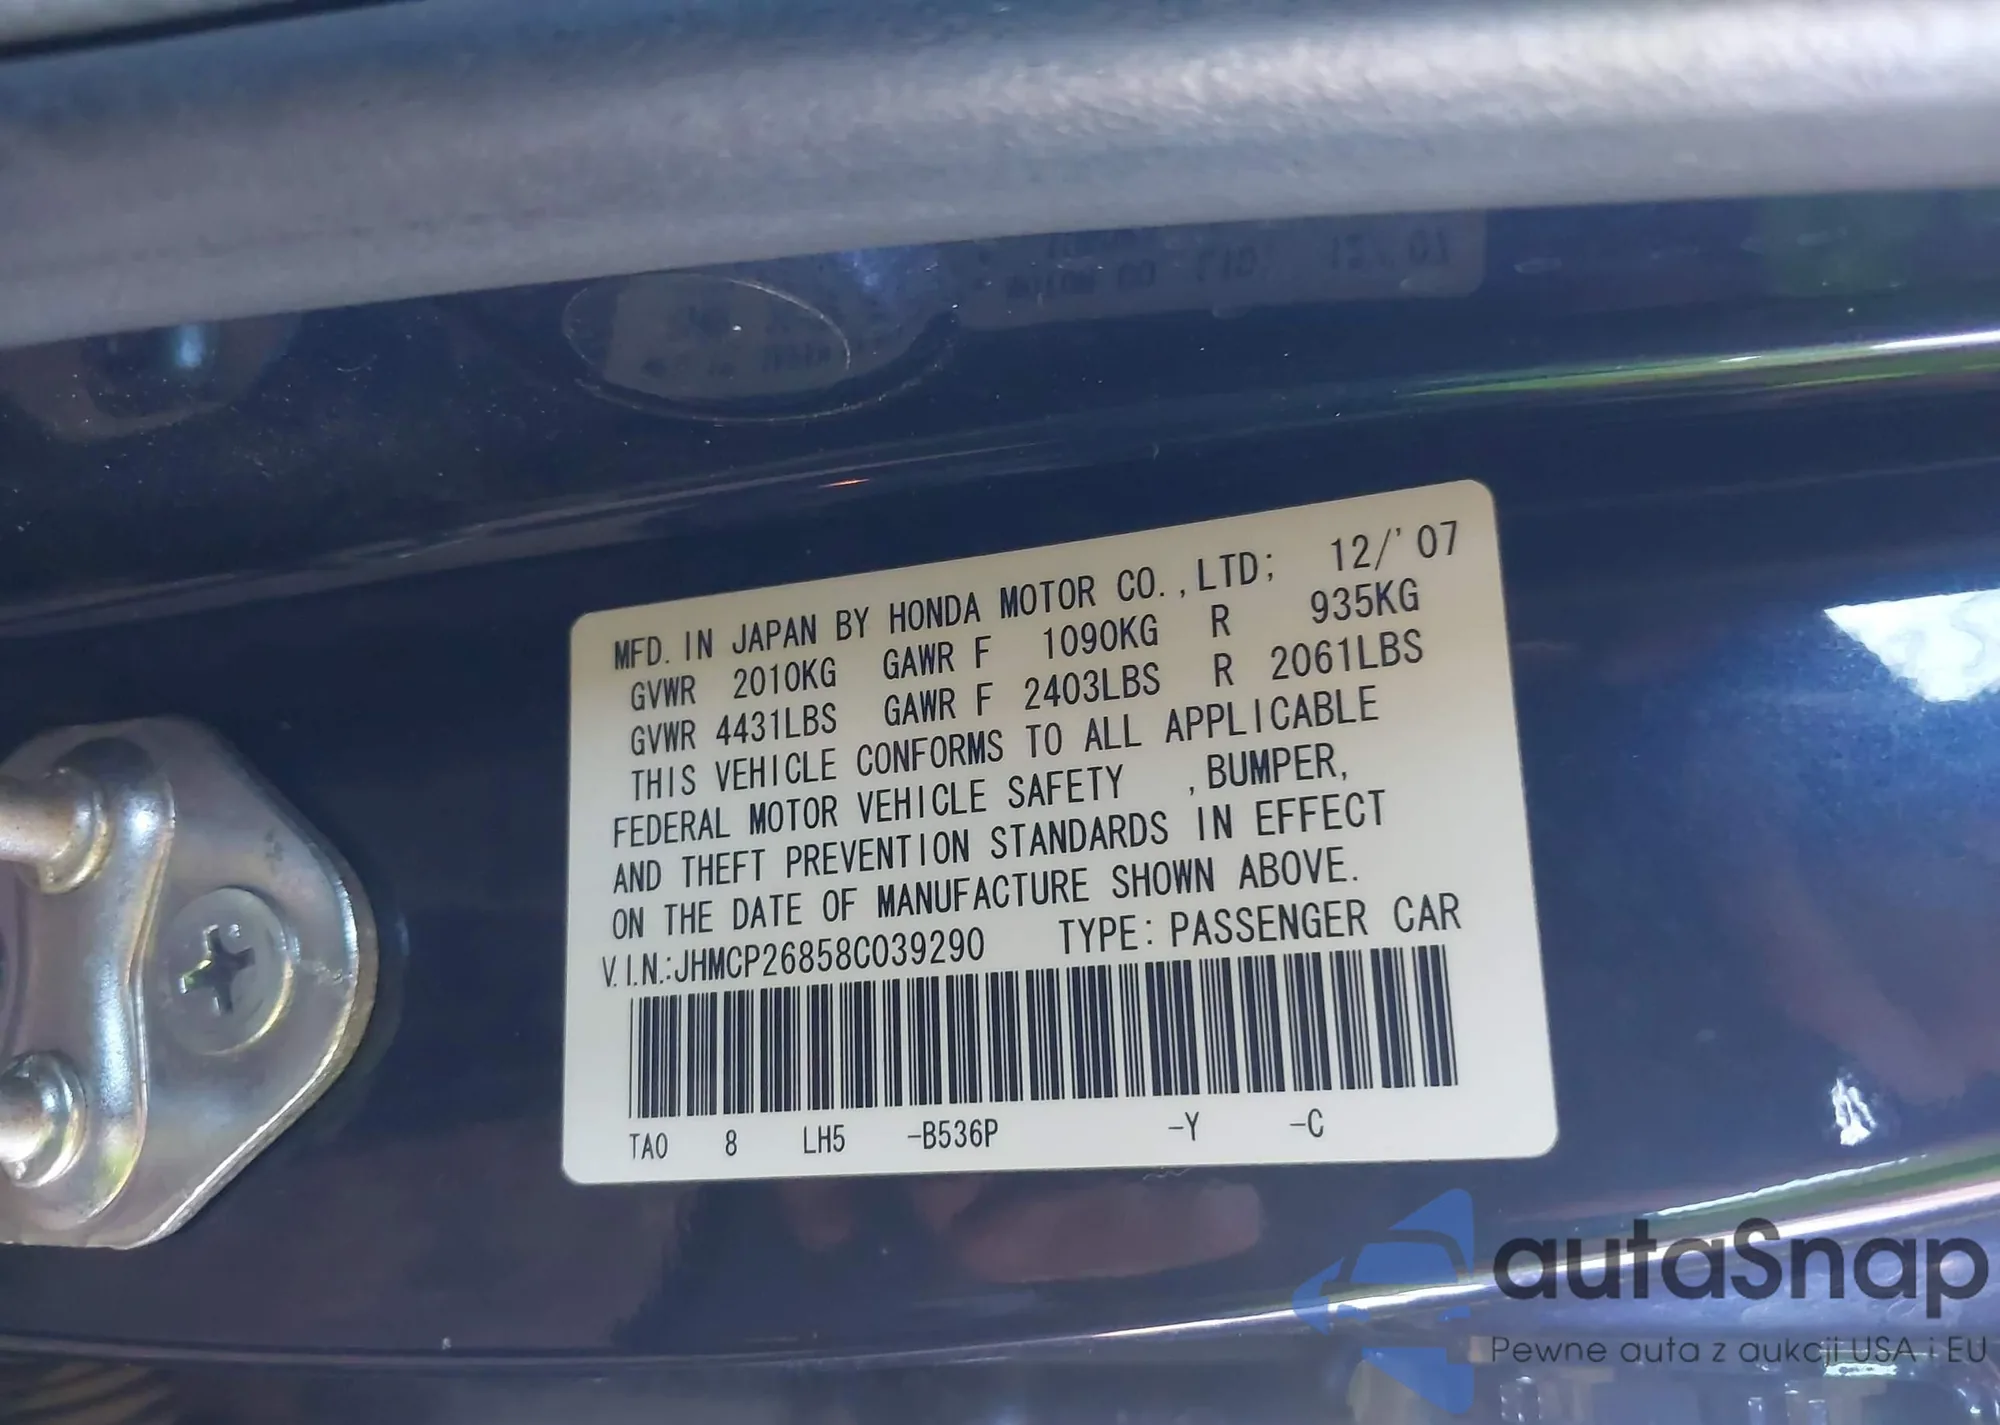 MFD. IN JAPAN BY HONDA MOTOR CO.,LTD; 12/'07
GVWR 2010KG GAWR F 1090KG R 935KG
GVWR 4431LBS GAWR F 2403LBS R 2061LBS
THIS VEHICLE CONFORMS TO ALL APPLICABLE
FEDERAL MOTOR VEHICLE SAFETY , BUMPER,
AND THEFT PREVENTION STANDARDS IN EFFECT
ON THE DATE OF MANUFACTURE SHOWN ABOVE.
V.I.N.:JHMCP26858C039290 TYPE: PASSENGER CAR
TA0 8 LH5 -B536P -Y -C
autaSnap
Pewne auta z aukcji USA i EU